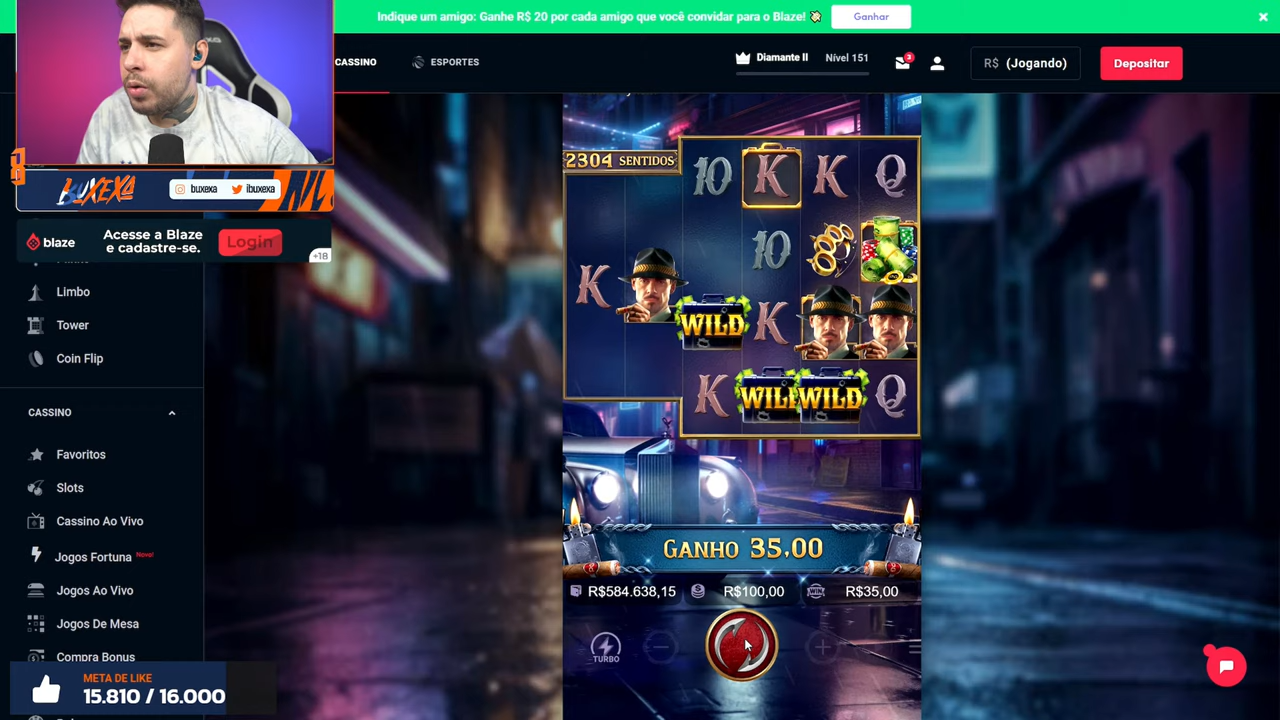 Indique um amigo: Ganhe R$ 20 por cada amigo que você convidar para o Blaze!
Ganhar
CASSINO
ESPORTES
Diamante II
Nível 151
3
R$ (Jogando)
Depositar
BUXEXA
buxexa
ibuxexa
blaze
Acesse a Blaze
e cadastre-se.
Login
+18
Limbo
Tower
Coin Flip
CASSINO
Favoritos
Slots
Cassino Ao Vivo
Jogos Fortuna Novo!
Jogos Ao Vivo
Jogos De Mesa
Compra Bonus
META DE LIKE
15.810 / 16.000
2304 SENTIDOS
10 K K Q
10
K
WILD K
K WILD WILD Q
GANHO 35,00
R$584.638,15
R$100,00
WIN
R$35,00
TURBO